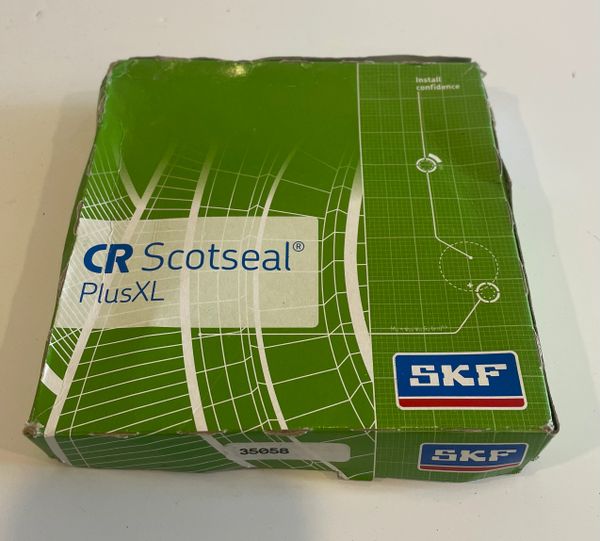 Install
confidence
CR Scotseal®
PlusXL
SKF
35058
SKF